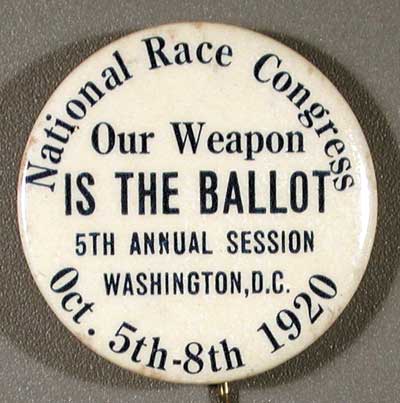 National Race Congress
Our Weapon
IS THE BALLOT
5TH ANNUAL SESSION
WASHINGTON, D.C.
Oct. 5th-8th 1920